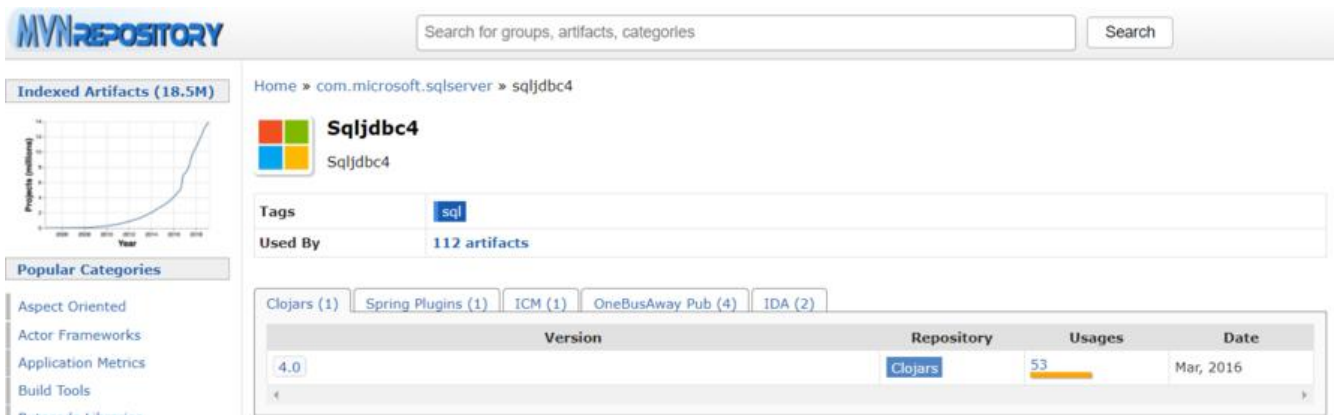 MVNREPOSITORY
Search for groups, artifacts, categories
Search
Indexed Artifacts (18.5M)
Projects (millions)
Year
Popular Categories
Aspect Oriented
Actor Frameworks
Application Metrics
Build Tools
Home » com.microsoft.sqlserver » sqljdbc4
Sqljdbc4
Sqljdbc4
Tags sql
Used By 112 artifacts
Clojars (1) Spring Plugins (1) ICM (1) OneBusAway Pub (4) IDA (2)
Version Repository Usages Date
4.0 Clojars 53 Mar, 2016